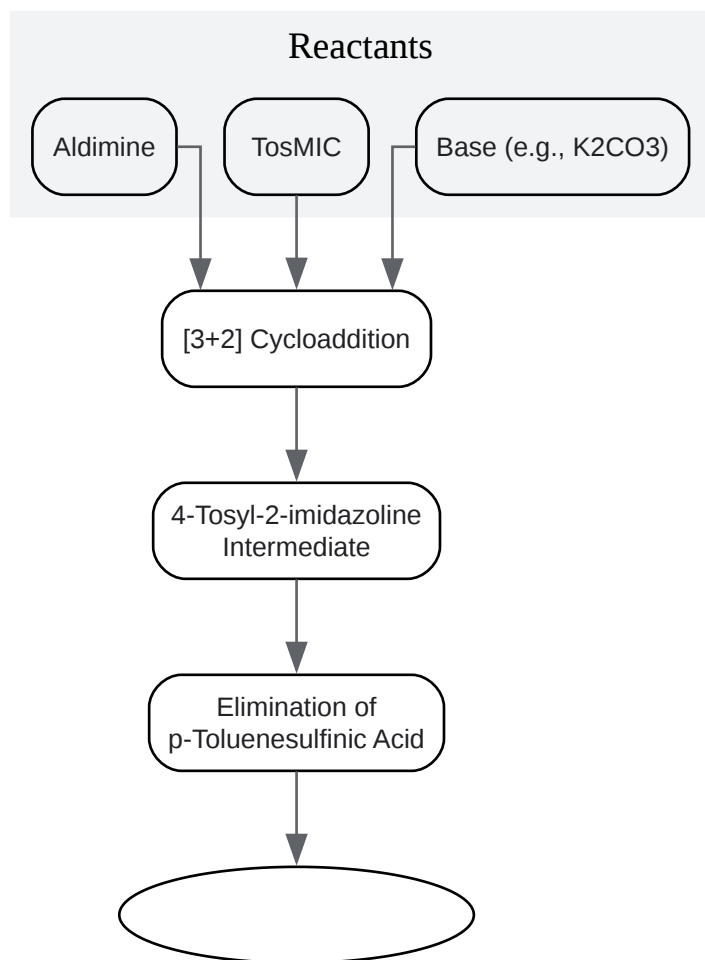 Reactants
Aldimine
TosMIC
Base (e.g., K2CO3)
[3+2] Cycloaddition
4-Tosyl-2-imidazoline
Intermediate
Elimination of
p-Toluenesulfinic Acid